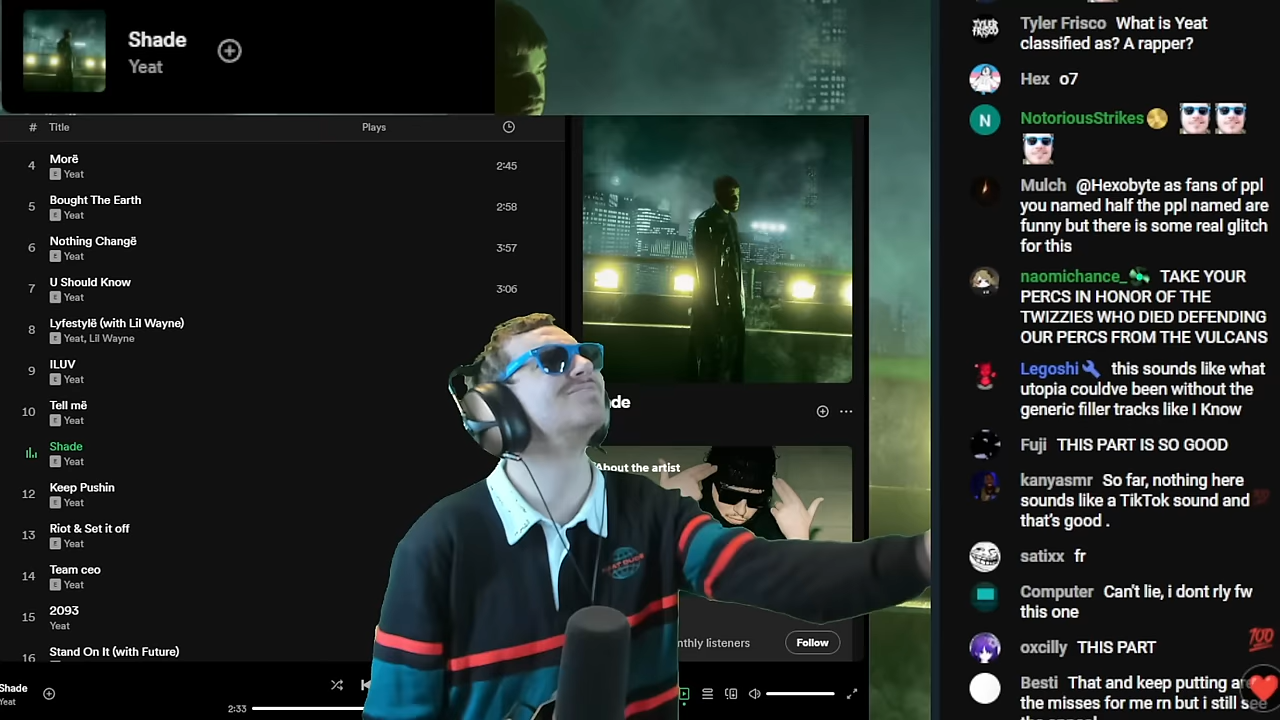 Shade
Yeat
# Title Plays
4 Morë 2:45
E Yeat
5 Bought The Earth 2:58
E Yeat
6 Nothing Changë 3:57
E Yeat
7 U Should Know 3:06
E Yeat
8 Lyfestylë (with Lil Wayne)
E Yeat, Lil Wayne
9 ILUV
E Yeat
10 Tell më
E Yeat
Shade
E Yeat
12 Keep Pushin
E Yeat
13 Riot & Set it off
E Yeat
14 Team ceo
E Yeat
15 2093
Yeat
16 Stand On It (with Future)
Shade
Yeat
2:33
de
About the artist
nthly listeners
Follow
Tyler Frisco What is Yeat
classified as? A rapper?
Hex o7
N NotoriousStrikes
Mulch @Hexobyte as fans of ppl
you named half the ppl named are
funny but there is some real glitch
for this
naomichance_ TAKE YOUR
PERCS IN HONOR OF THE
TWIZZIES WHO DIED DEFENDING
OUR PERCS FROM THE VULCANS
Legoshi this sounds like what
utopia couldve been without the
generic filler tracks like I Know
Fuji THIS PART IS SO GOOD
kanyasmr So far, nothing here
sounds like a TikTok sound and
that's good .
satixx fr
Computer Can't lie, i dont rly fw
this one
oxcilly THIS PART
100
Besti That and keep putting are
the misses for me rn but i still see